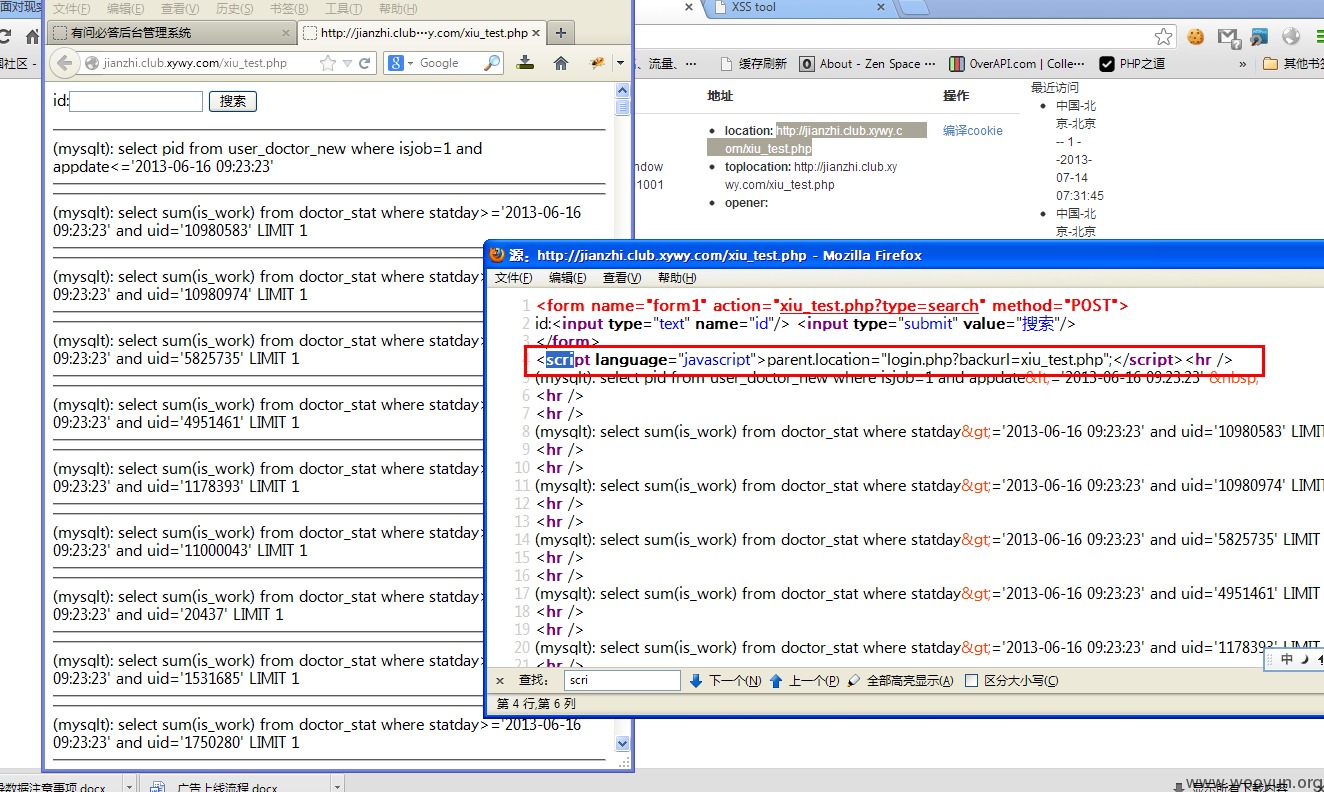 面对现实
文件(F) 编辑(E) 查看(V) 历史(S) 书签(B) 工具(T) 帮助(H)
XSS tool
有问必答后台管理系统
http://jianzhi.club…y.com/xiu_test.php
jianzhi.club.xywy.com/xiu_test.php
Google
社区 -
流量、…
缓存刷新
About - Zen Space …
OverAPI.com | Colle…
PHP之道
»
其他书签
id:
搜索
地址
操作
最近访问
location: http://jianzhi.club.xywy.c
om/xiu_test.php
编译cookie
toplocation: http://jianzhi.club.xy
wy.com/xiu_test.php
opener:
ndow
1001
中国-北
京-北京
-- 1 -
-2013-
07-14
07:31:45
中国-北
京-北京
(mysqlt): select pid from user_doctor_new where isjob=1 and
appdate<='2013-06-16 09:23:23'
(mysqlt): select sum(is_work) from doctor_stat where statday>='2013-06-16
09:23:23' and uid='10980583' LIMIT 1
(mysqlt): select sum(is_work) from doctor_stat where statday>
09:23:23' and uid='10980974' LIMIT 1
(mysqlt): select sum(is_work) from doctor_stat where statday>
09:23:23' and uid='5825735' LIMIT 1
(mysqlt): select sum(is_work) from doctor_stat where statday>
09:23:23' and uid='4951461' LIMIT 1
(mysqlt): select sum(is_work) from doctor_stat where statday>
09:23:23' and uid='1178393' LIMIT 1
(mysqlt): select sum(is_work) from doctor_stat where statday>
09:23:23' and uid='11000043' LIMIT 1
(mysqlt): select sum(is_work) from doctor_stat where statday>
09:23:23' and uid='20437' LIMIT 1
(mysqlt): select sum(is_work) from doctor_stat where statday>
09:23:23' and uid='1531685' LIMIT 1
(mysqlt): select sum(is_work) from doctor_stat where statday>='2013-06-16
09:23:23' and uid='1750280' LIMIT 1
源: http://jianzhi.club.xywy.com/xiu_test.php - Mozilla Firefox
文件(F) 编辑(E) 查看(V) 帮助(H)
1 <form name="form1" action="xiu_test.php?type=search" method="POST">
2 id:<input type="text" name="id"/> <input type="submit" value="搜索"/>
3 </form>
4 <script language="javascript">parent.location="login.php?backurl=xiu_test.php";</script><hr />
5 (mysqlt): select pid from user_doctor_new where isjob=1 and appdate&lt;='2013-06-16 09:23:23' &nbsp;
6 <hr />
7 <hr />
8 (mysqlt): select sum(is_work) from doctor_stat where statday&gt;='2013-06-16 09:23:23' and uid='10980583' LIMIT
9 <hr />
10 <hr />
11 (mysqlt): select sum(is_work) from doctor_stat where statday&gt;='2013-06-16 09:23:23' and uid='10980974' LIMIT
12 <hr />
13 <hr />
14 (mysqlt): select sum(is_work) from doctor_stat where statday&gt;='2013-06-16 09:23:23' and uid='5825735' LIMIT
15 <hr />
16 <hr />
17 (mysqlt): select sum(is_work) from doctor_stat where statday&gt;='2013-06-16 09:23:23' and uid='4951461' LIMIT
18 <hr />
19 <hr />
20 (mysqlt): select sum(is_work) from doctor_stat where statday&gt;='2013-06-16 09:23:23' and uid='1178393' LIMIT
21 <hr />
中
查找: scri 下一个(N) 上一个(P) 全部高亮显示(A) 区分大小写(C)
第 4 行,第 6 列
数据注意事项.docx
广告上线流程.docx
显示所有下载内容
www.wooyun.org